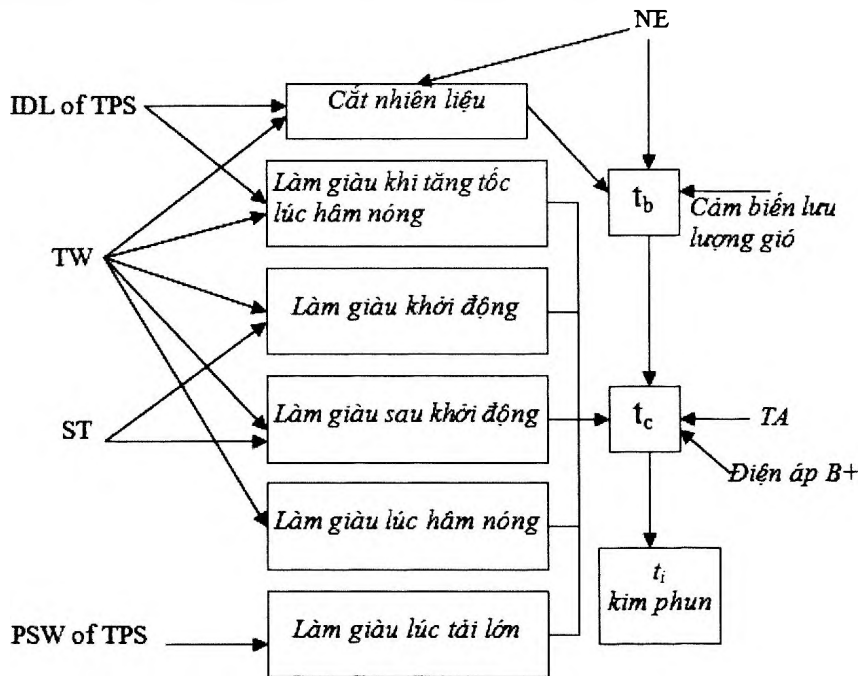 NE
IDL of TPS
Cắt nhiên liệu
Làm giàu khi tăng tốc
lúc hâm nóng
t_b
Cảm biến lưu
lượng gió
TW
Làm giàu khởi động
ST
Làm giàu sau khởi động
t_c
TA
Điện áp B+
Làm giàu lúc hâm nóng
t_i
kim phun
PSW of TPS
Làm giàu lúc tải lớn